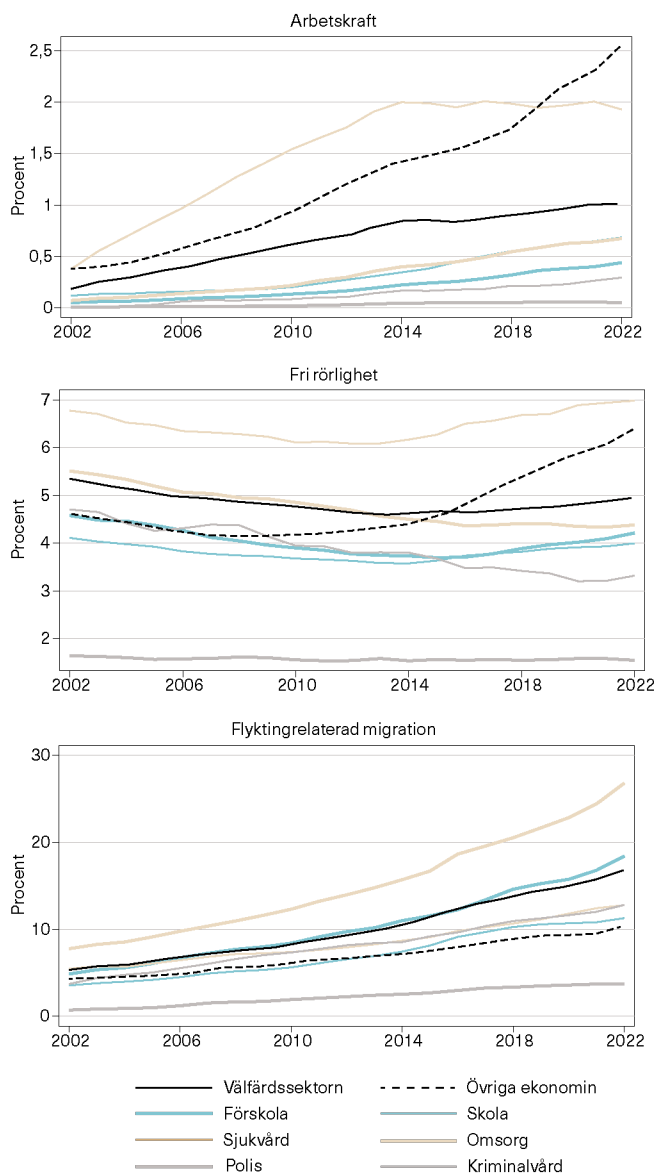 Arbetskraft
Procent
2,5
2
1,5
1
0,5
0
2002 2006 2010 2014 2018 2022
Fri rörlighet
Procent
7
6
5
4
3
2
2002 2006 2010 2014 2018 2022
Flyktingrelaterad migration
Procent
30
20
10
0
2002 2006 2010 2014 2018 2022
Välfärdssektorn Övriga ekonomin
Förskola Skola
Sjukvård Omsorg
Polis Kriminalvård